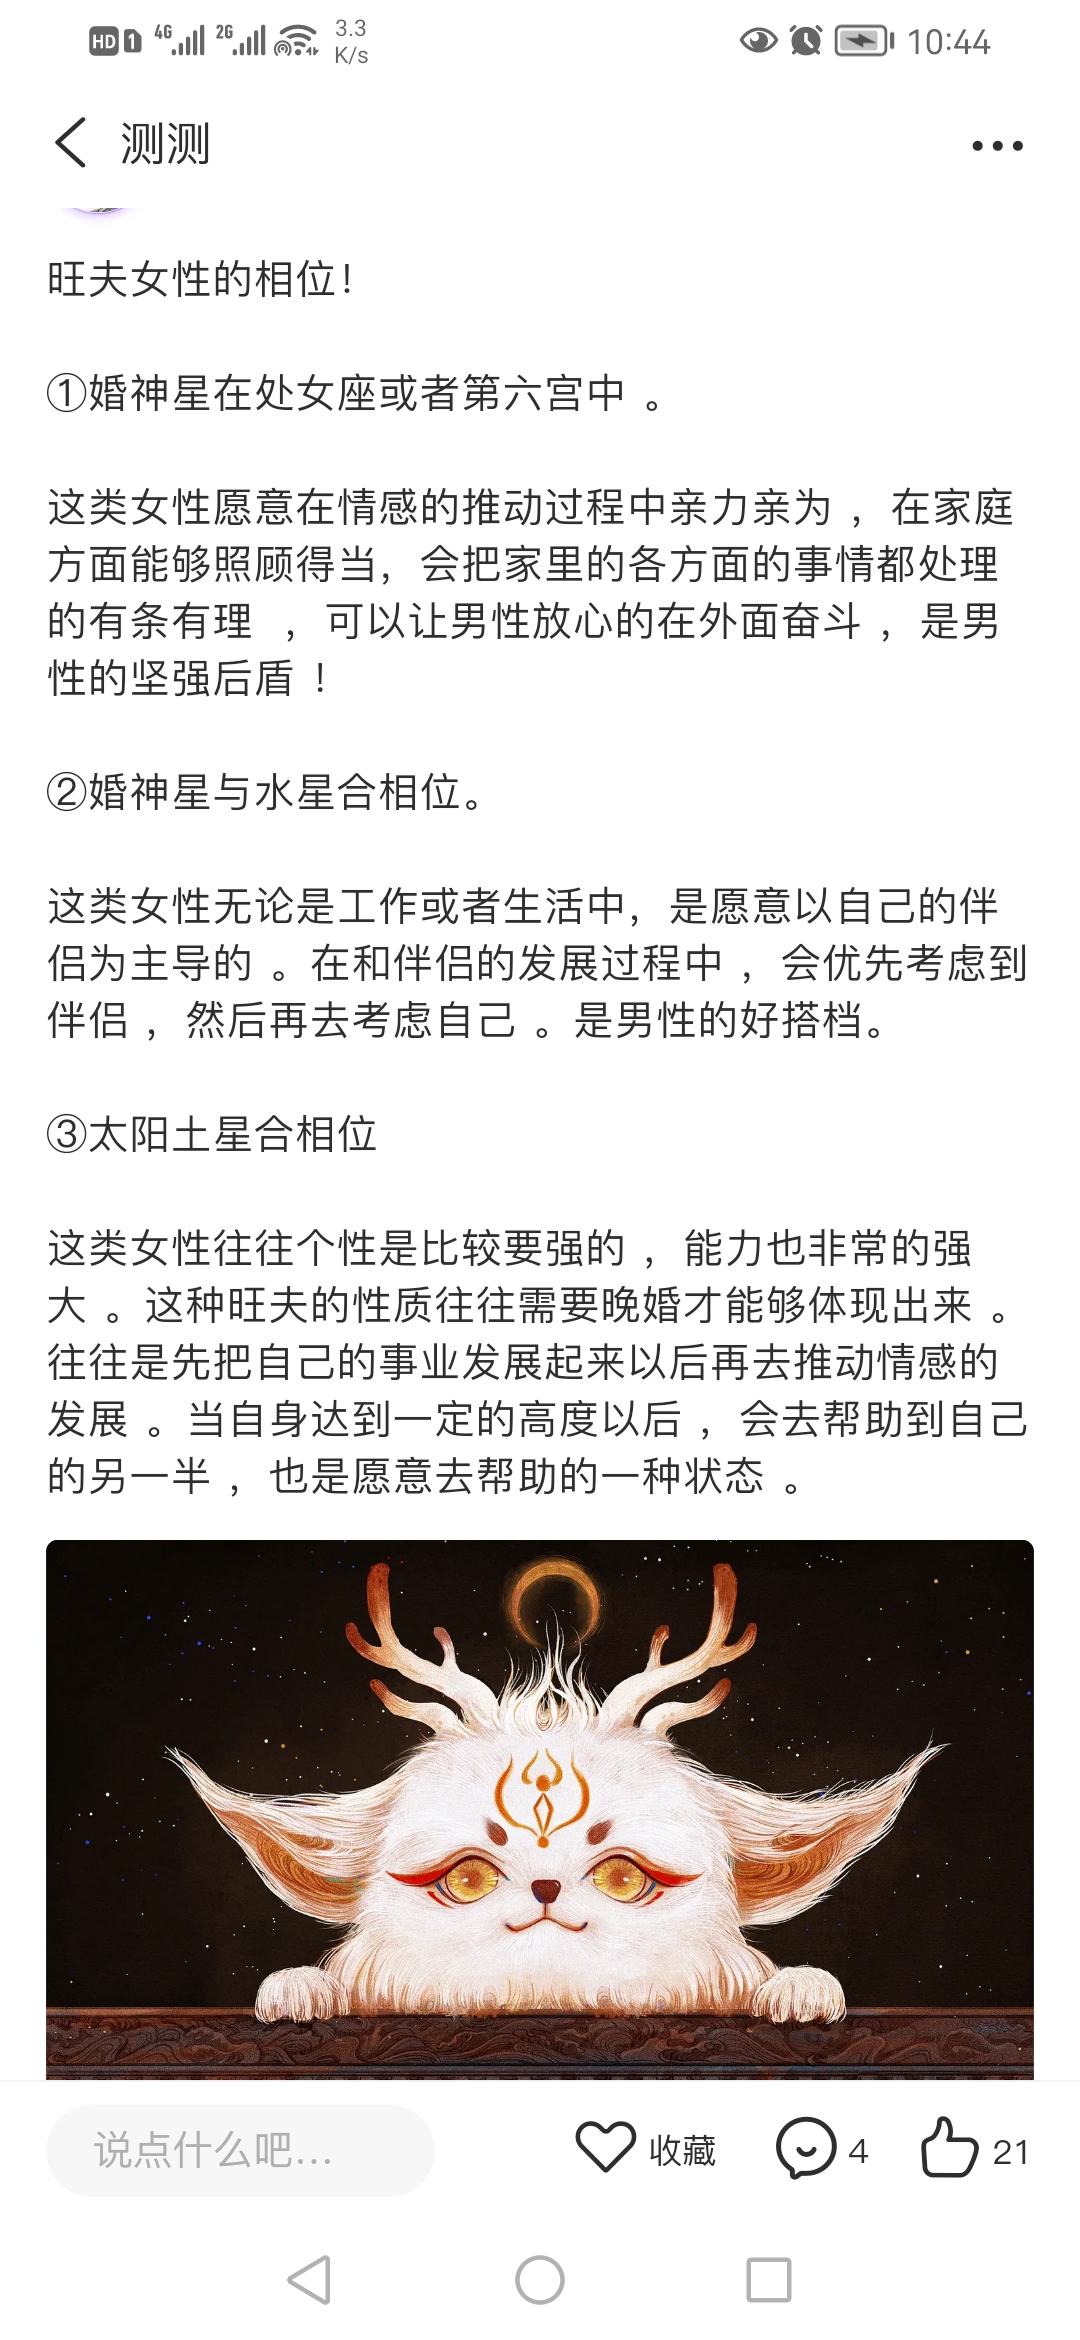 HD 1 4G 2G 3.3 K/s 10:44
测测
旺夫女性的相位！
①婚神星在处女座或者第六宫中 。
这类女性愿意在情感的推动过程中亲力亲为 ，在家庭
方面能够照顾得当，会把家里的各方面的事情都处理
的有条有理 ，可以让男性放心的在外面奋斗 ，是男
性的坚强后盾 ！
②婚神星与水星合相位。
这类女性无论是工作或者生活中，是愿意以自己的伴
侣为主导的 。在和伴侣的发展过程中 ，会优先考虑到
伴侣 ，然后再去考虑自己 。是男性的好搭档。
③太阳土星合相位
这类女性往往个性是比较要强的 ，能力也非常的强
大 。这种旺夫的性质往往需要晚婚才能够体现出来 。
往往是先把自己的事业发展起来以后再去推动情感的
发展 。当自身达到一定的高度以后 ，会去帮助到自己
的另一半 ，也是愿意去帮助的一种状态 。
说点什么吧... 收藏 4 21